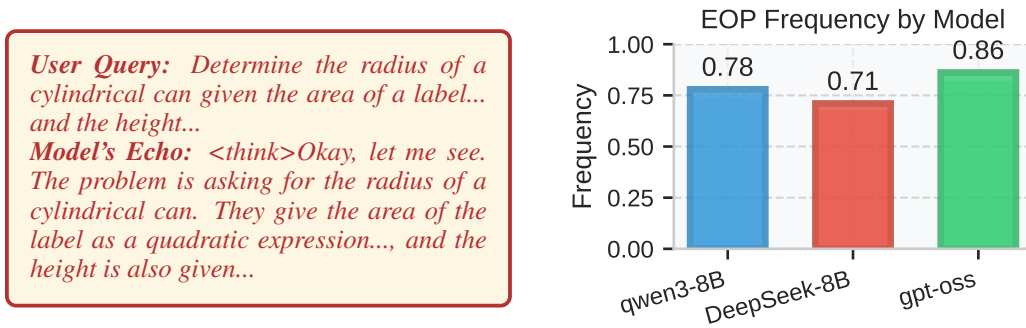 User Query: Determine the radius of a
cylindrical can given the area of a label...
and the height...
Model's Echo: <think>Okay, let me see.
The problem is asking for the radius of a
cylindrical can. They give the area of the
label as a quadratic expression..., and the
height is also given...
EOP Frequency by Model
Frequency
1.00
0.75
0.50
0.25
0.00
0.78
0.71
0.86
qwen3-8B
DeepSeek-8B
gpt-oss